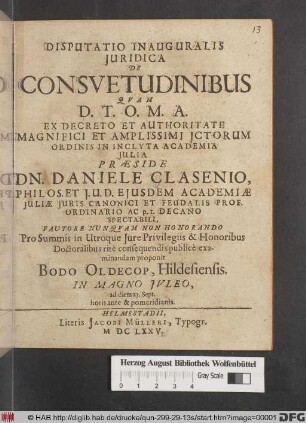 13
DISPUTATIO INAUGURALIS
JURIDICA
DE
CONSVETUDINIBUS
QVAM
D. T. O. M. A.
EX DECRETO ET AUTHORITATE
MAGNIFICI ET AMPLISSIMI JCTORUM
ORDINIS IN INCLYTA ACADEMIA
JULIA
PRÆSIDE
DN. DANIELE CLASENIO,
PHILOS. ET J.U.D. EJUSDEM ACADEMIÆ
JULIÆ JURIS CANONICI ET FEUDALIS PROF.
ORDINARIO AC p.t. DECANO
SPECTABILI,
FAUTORE NUNQVAM NON HONORANDO
Pro Summis in Utroque Jure Privilegiis & Honoribus
Doctoralibus ritè consequendis publicè exa-
minandam proponit
BODO OLDECOP, Hildesiensis.
IN MAGNO JULEO,
ad diem Sept.
horis ante & pomeridianis.
HELMESTADII,
Literis JACOBI MÜLLERI, Typogr.
M DC LXXV.
Herzog August Bibliothek Wolfenbüttel
Gray Scale
© HAB http://diglib.hab.de/drucke/qun-299-29-13s/start.htm?image=00001
DFG